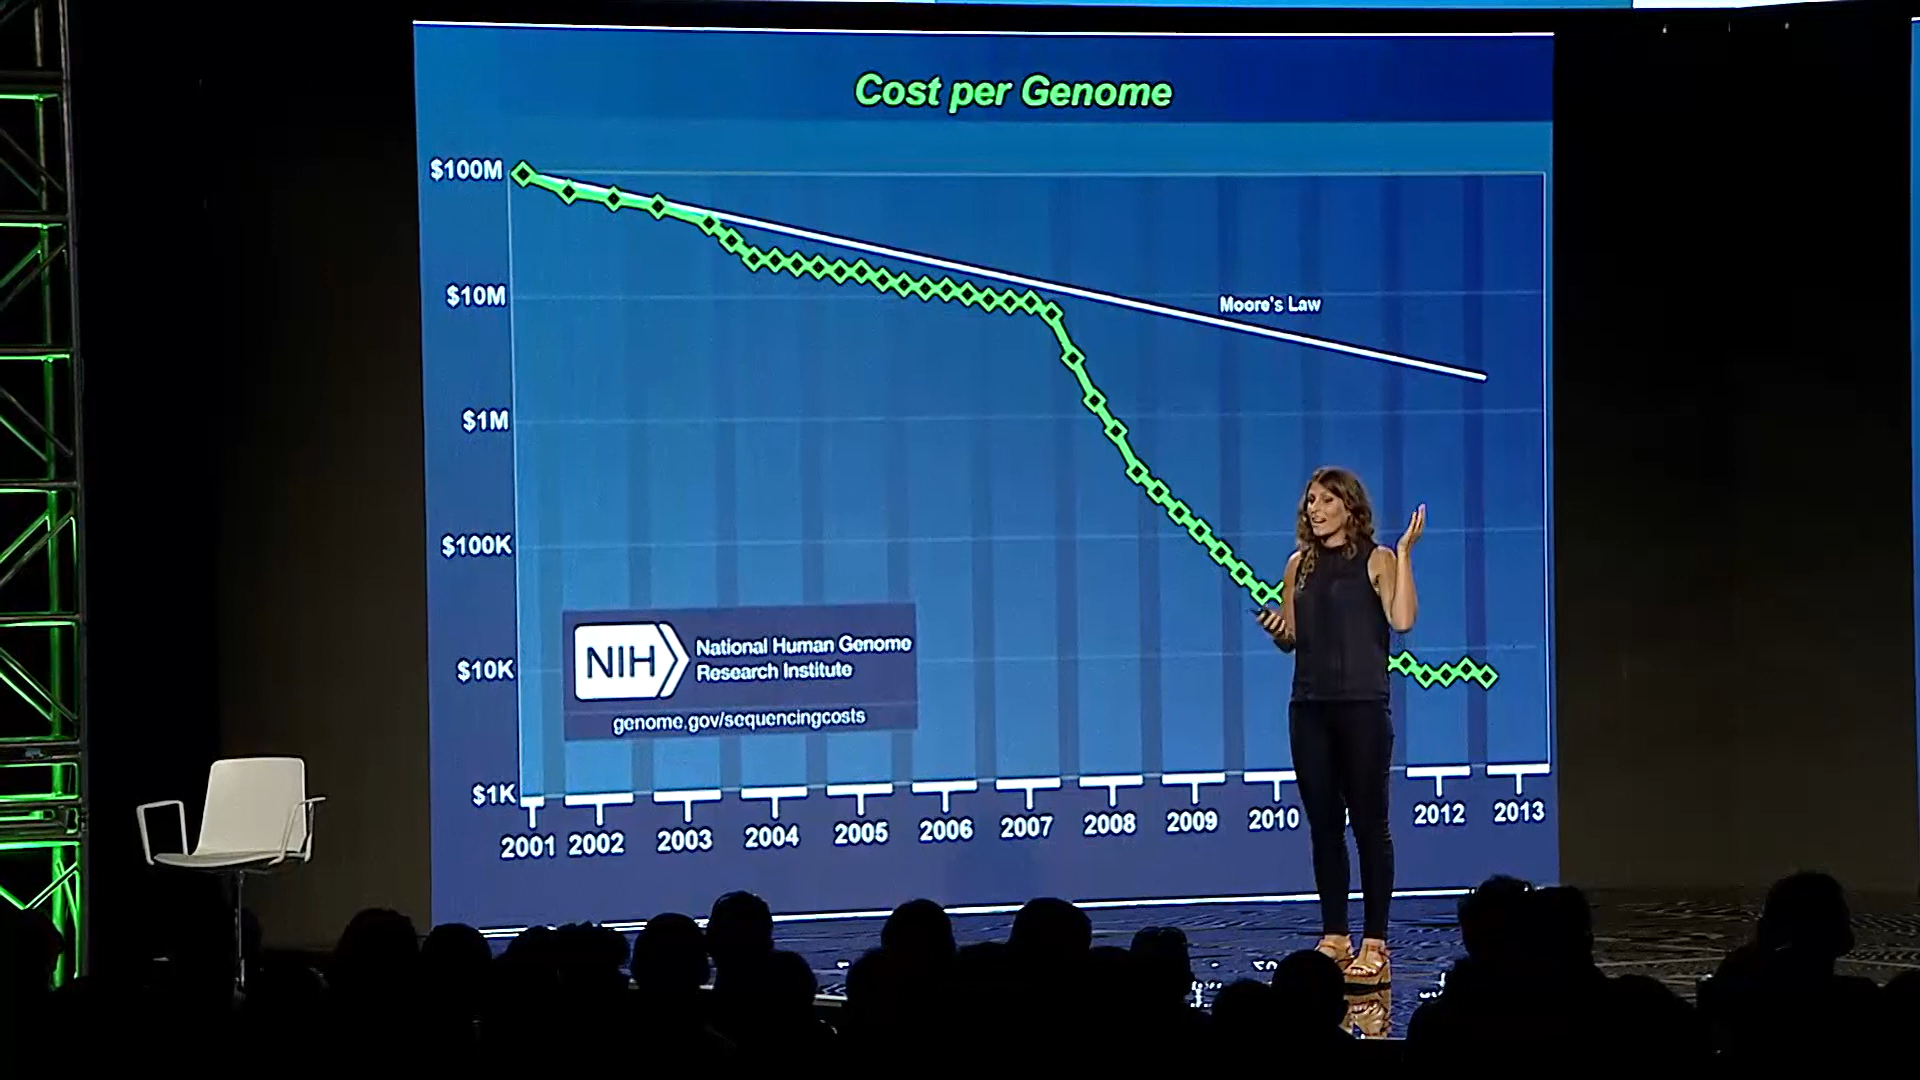 Cost per Genome
$100M
$10M
$1M
$100K
$10K
$1K
Moore's Law
NIH
National Human Genome
Research Institute
genome.gov/sequencingcosts
2001 2002 2003 2004 2005 2006 2007 2008 2009 2010 2012 2013